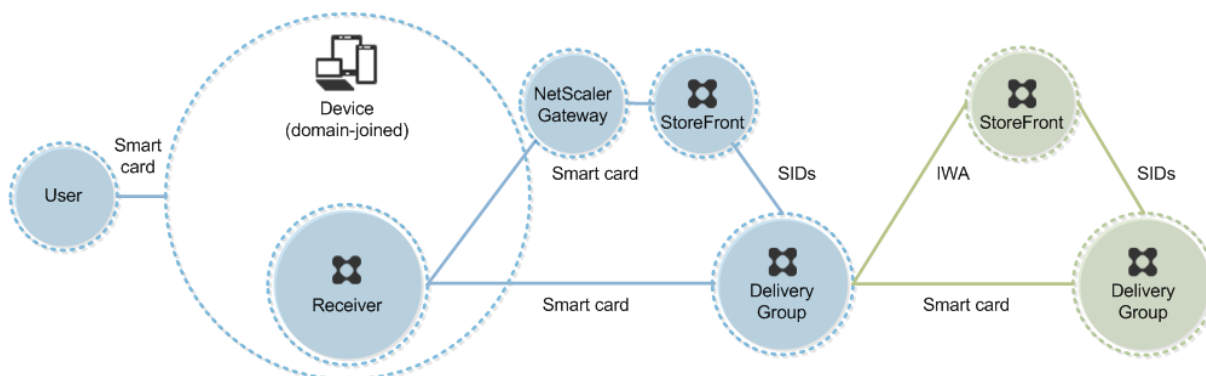 User
Smart
card
Device
(domain-joined)
Receiver
NetScaler
Gateway
StoreFront
Smart card
SIDs
Smart card
Delivery
Group
IWA
StoreFront
SIDs
Smart card
Delivery
Group